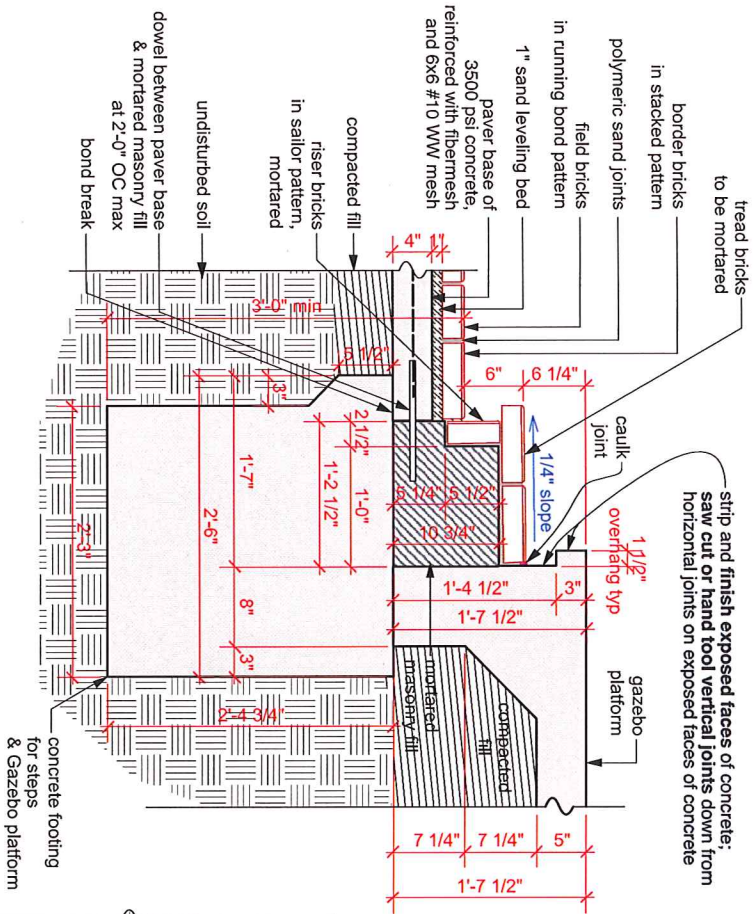 tread bricks
to be mortared
border bricks
in stacked pattern
polymeric sand joints
field bricks
in running bond pattern
1" sand leveling bed
paver base of
3500 psi concrete,
reinforced with fibermesh
and 6x6 #10 WW mesh
riser bricks
in sailor pattern,
mortared
compacted fill
undisturbed soil
dowel between paver base
& mortared masonry fill
at 2'-0" OC max
bond break
strip and finish exposed faces of concrete;
saw cut or hand tool vertical joints down from
horizontal joints on exposed faces of concrete
1 1/2"
overhang typ
caulk
joint
1/4" slope
gazebo
platform
6"
6 1/4"
4"
1"
3'-0" min
5 1/2"
3"
2 1/2"
1'-0"
1'-2 1/2"
1'-7"
2'-6"
2'-3"
8"
3"
5 1/4"
5 1/2"
10 3/4"
1'-4 1/2"
3"
1'-7 1/2"
mortared
masonry fill
compacted
fill
2'-4 3/4"
7 1/4"
7 1/4"
5"
1'-7 1/2"
concrete footing
for steps
& Gazebo platform